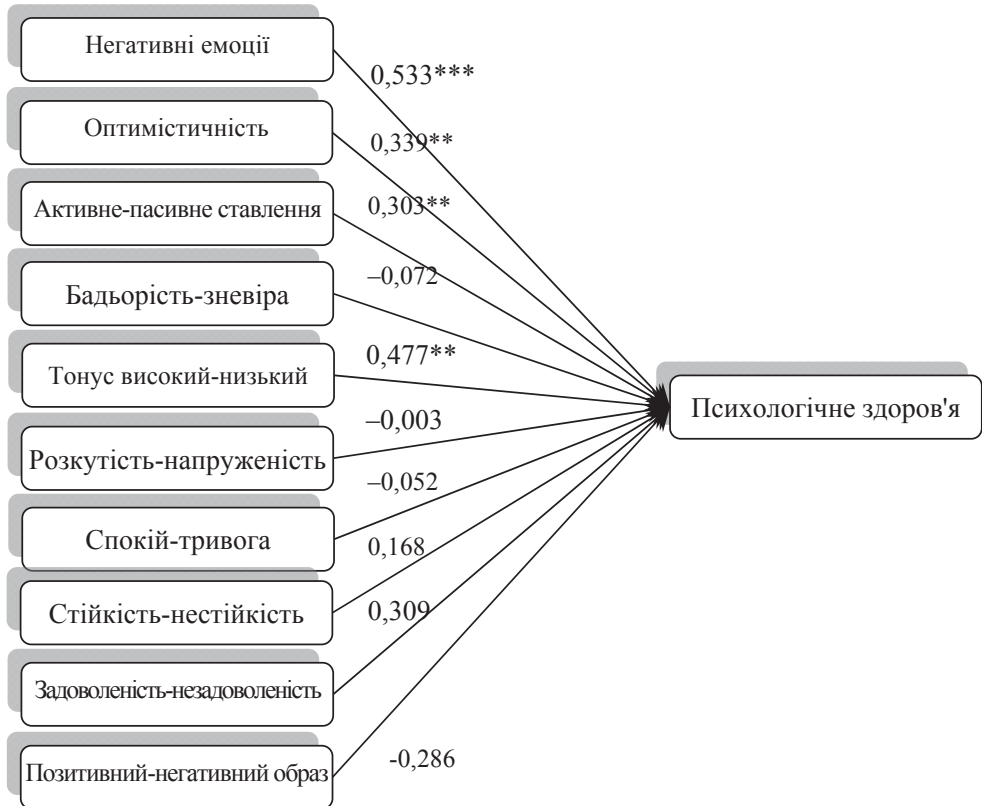 Негативні емоції
0,533***
Оптимістичність
0,339**
Активне-пасивне ставлення
0,303**
Бадьорість-зневіра
–0,072
Тонус високий-низький
0,477**
Психологічне здоров'я
Розкутість-напруженість
–0,003
Спокій-тривога
–0,052
Стійкість-нестійкість
0,168
0,309
Задоволеність-незадоволеність
Позитивний-негативний образ
-0,286